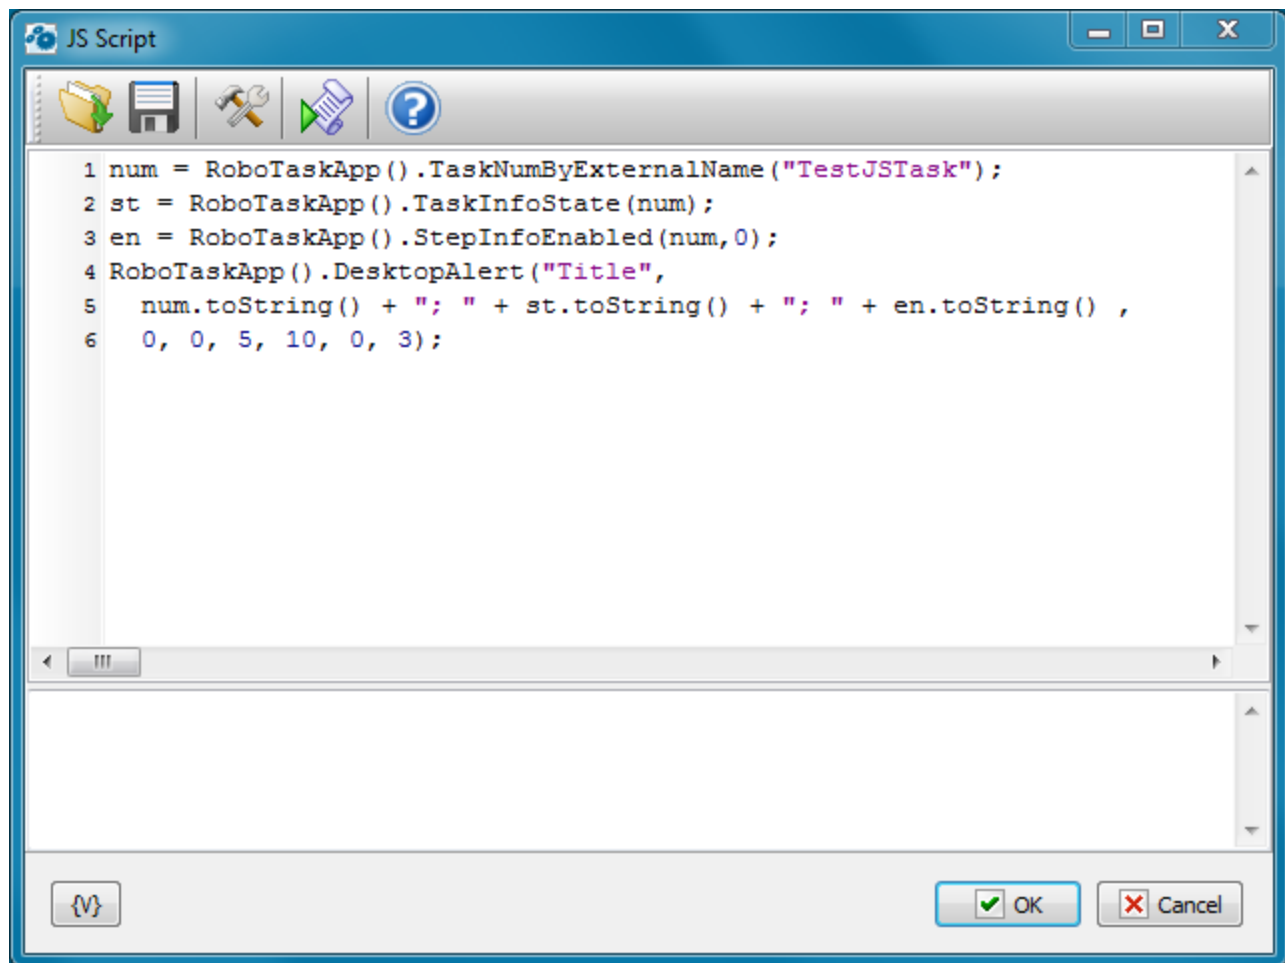 JS Script
1 num = RoboTaskApp().TaskNumByExternalName("TestJSTask");
2 st = RoboTaskApp().TaskInfoState(num);
3 en = RoboTaskApp().StepInfoEnabled(num,0);
4 RoboTaskApp().DesktopAlert("Title",
5   num.toString() + "; " + st.toString() + "; " + en.toString() ,
6   0, 0, 5, 10, 0, 3);
{V} OK Cancel